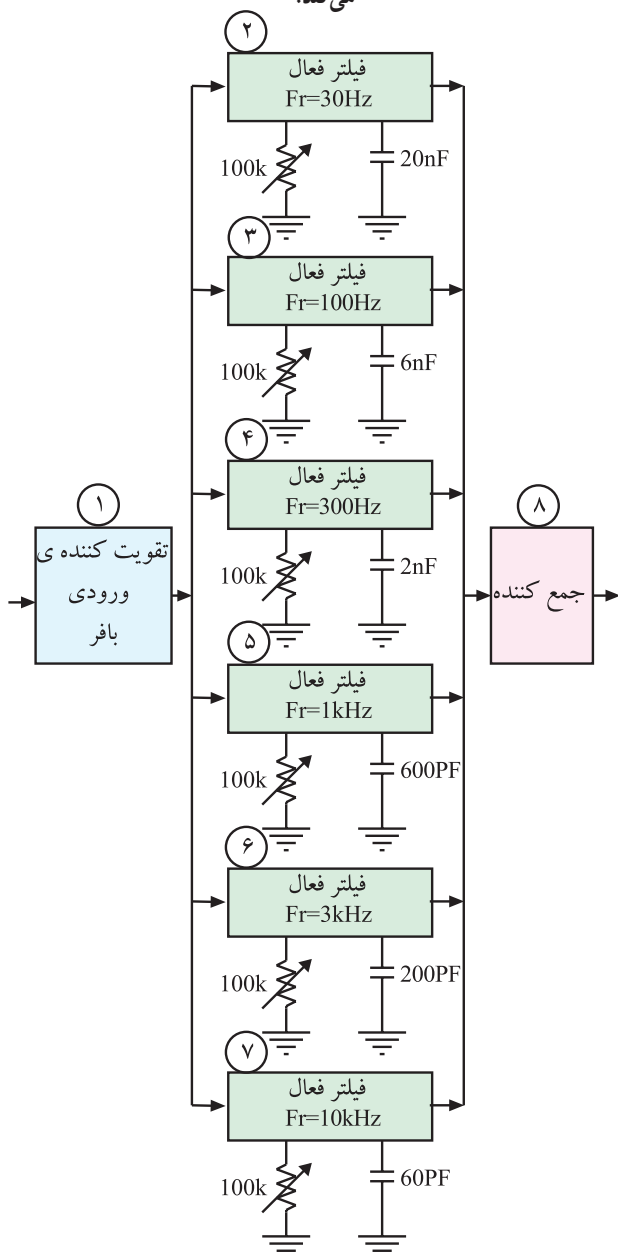 می‌کند.
۲
فیلتر فعال
Fr=30Hz
100k
20nF
۳
فیلتر فعال
Fr=100Hz
100k
6nF
۴
فیلتر فعال
Fr=300Hz
100k
2nF
۱
تقویت کننده ی
ورودی
بافر
۸
جمع کننده
۵
فیلتر فعال
Fr=1kHz
100k
600PF
۶
فیلتر فعال
Fr=3kHz
100k
200PF
۷
فیلتر فعال
Fr=10kHz
100k
60PF